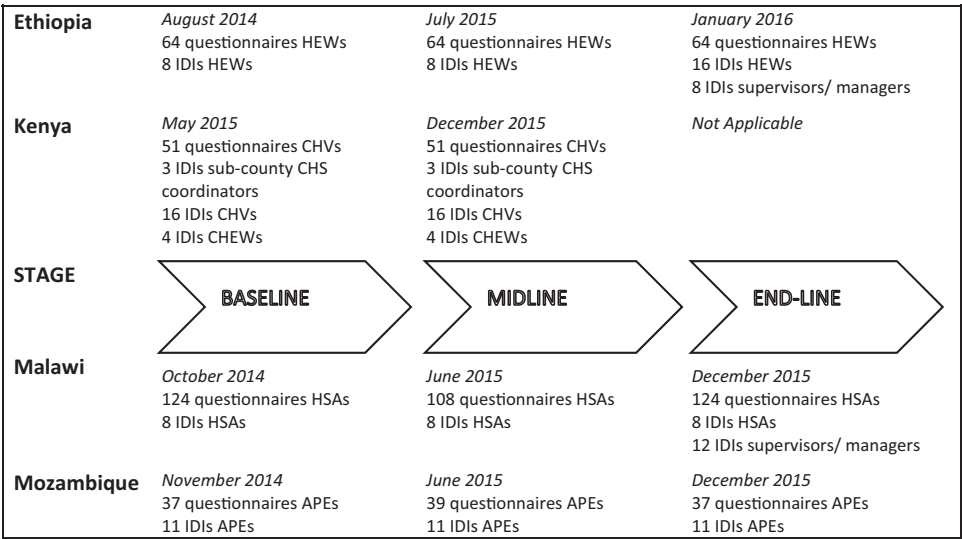 Ethiopia
August 2014
64 questionnaires HEWs
8 IDIs HEWs
July 2015
64 questionnaires HEWs
8 IDIs HEWs
January 2016
64 questionnaires HEWs
16 IDIs HEWs
8 IDIs supervisors/ managers
Kenya
May 2015
51 questionnaires CHVs
3 IDIs sub-county CHS
coordinators
16 IDIs CHVs
4 IDIs CHEWs
December 2015
51 questionnaires CHVs
3 IDIs sub-county CHS
coordinators
16 IDIs CHVs
4 IDIs CHEWs
Not Applicable
STAGE
BASELINE
MIDLINE
END-LINE
Malawi
October 2014
124 questionnaires HSAs
8 IDIs HSAs
June 2015
108 questionnaires HSAs
8 IDIs HSAs
December 2015
124 questionnaires HSAs
8 IDIs HSAs
12 IDIs supervisors/ managers
Mozambique
November 2014
37 questionnaires APEs
11 IDIs APEs
June 2015
39 questionnaires APEs
11 IDIs APEs
December 2015
37 questionnaires APEs
11 IDIs APEs